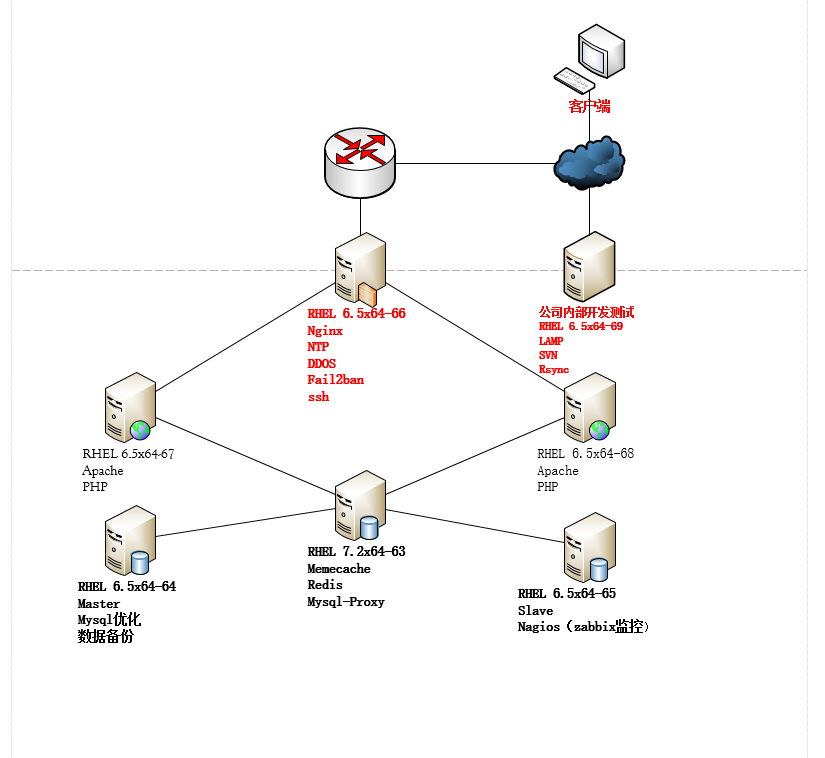 客户端
RHEL 6.5x64-66
Nginx
NTP
DDOS
Fail2ban
ssh
公司内部开发测试
RHEL 6.5x64-69
LAMP
SVN
Rsync
RHEL 6.5x64-67
Apache
PHP
RHEL 6.5x64-68
Apache
PHP
RHEL 7.2x64-63
Memecache
Redis
Mysql-Proxy
RHEL 6.5x64-64
Master
Mysql优化
数据备份
RHEL 6.5x64-65
Slave
Nagios（zabbix监控）